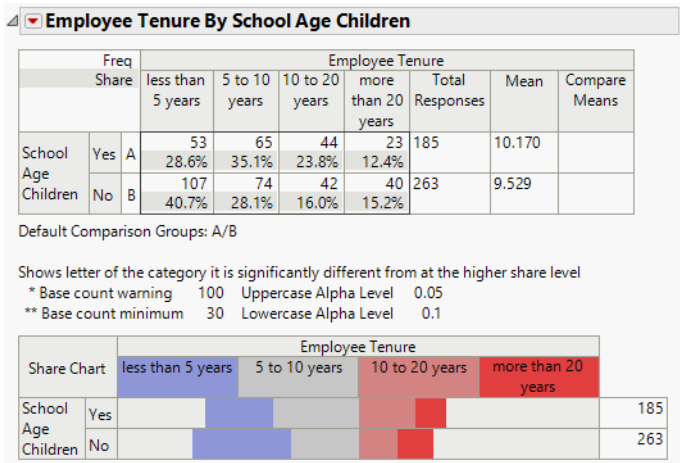 Employee Tenure By School Age Children
Freq Employee Tenure
Share less than 5 to 10 10 to 20 more Total Mean Compare
5 years years years than 20 Responses Means
years
School Age Children Yes A 53 65 44 23 185 10.170
28.6% 35.1% 23.8% 12.4%
No B 107 74 42 40 263 9.529
40.7% 28.1% 16.0% 15.2%
Default Comparison Groups: A/B
Shows letter of the category it is significantly different from at the higher share level
* Base count warning 100 Uppercase Alpha Level 0.05
** Base count minimum 30 Lowercase Alpha Level 0.1
Employee Tenure
Share Chart less than 5 years 5 to 10 years 10 to 20 years more than 20 years
School Age Children Yes 185
No 263